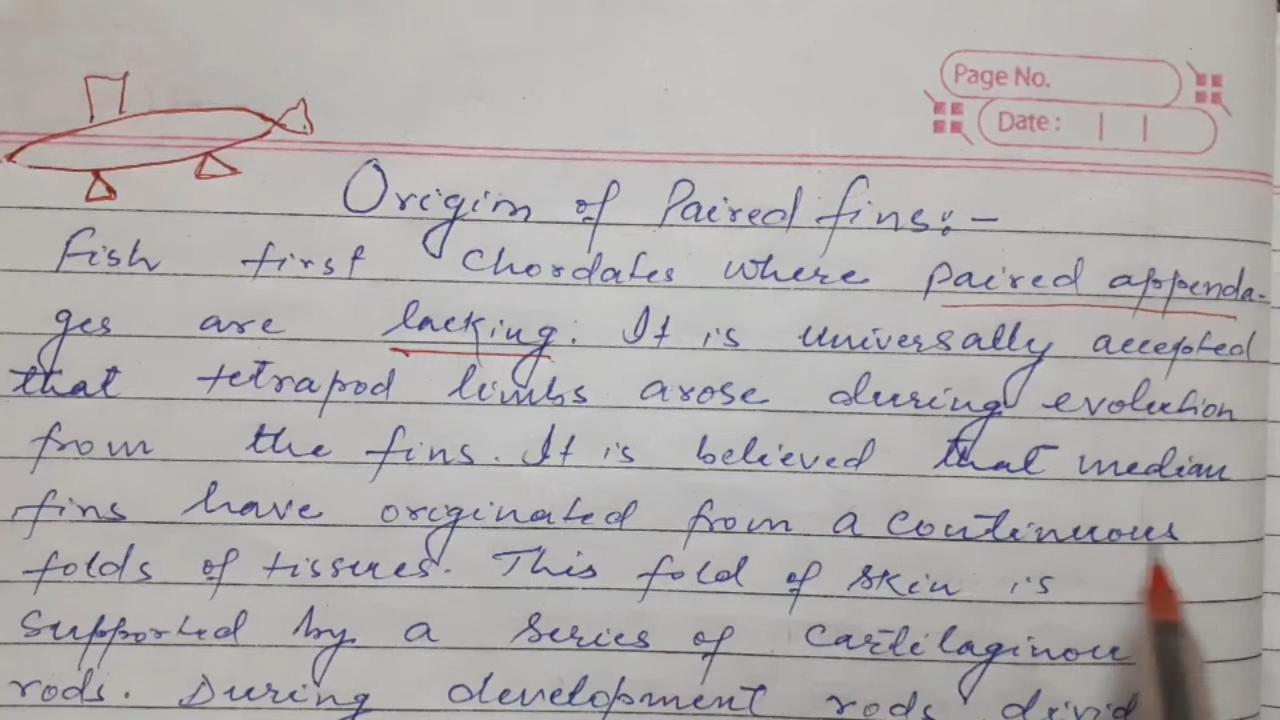 Page No.
Date:
Origin of Paired fins:-
Fish first chordates where paired appenda-
ges are lacking. It is universally accepted
that tetrapod limbs arose during evolution
from the fins. It is believed that median
fins have originated from a continuous
folds of tissues. This fold of skin is
supported by a series of cartilaginou
rods. During development rods divid